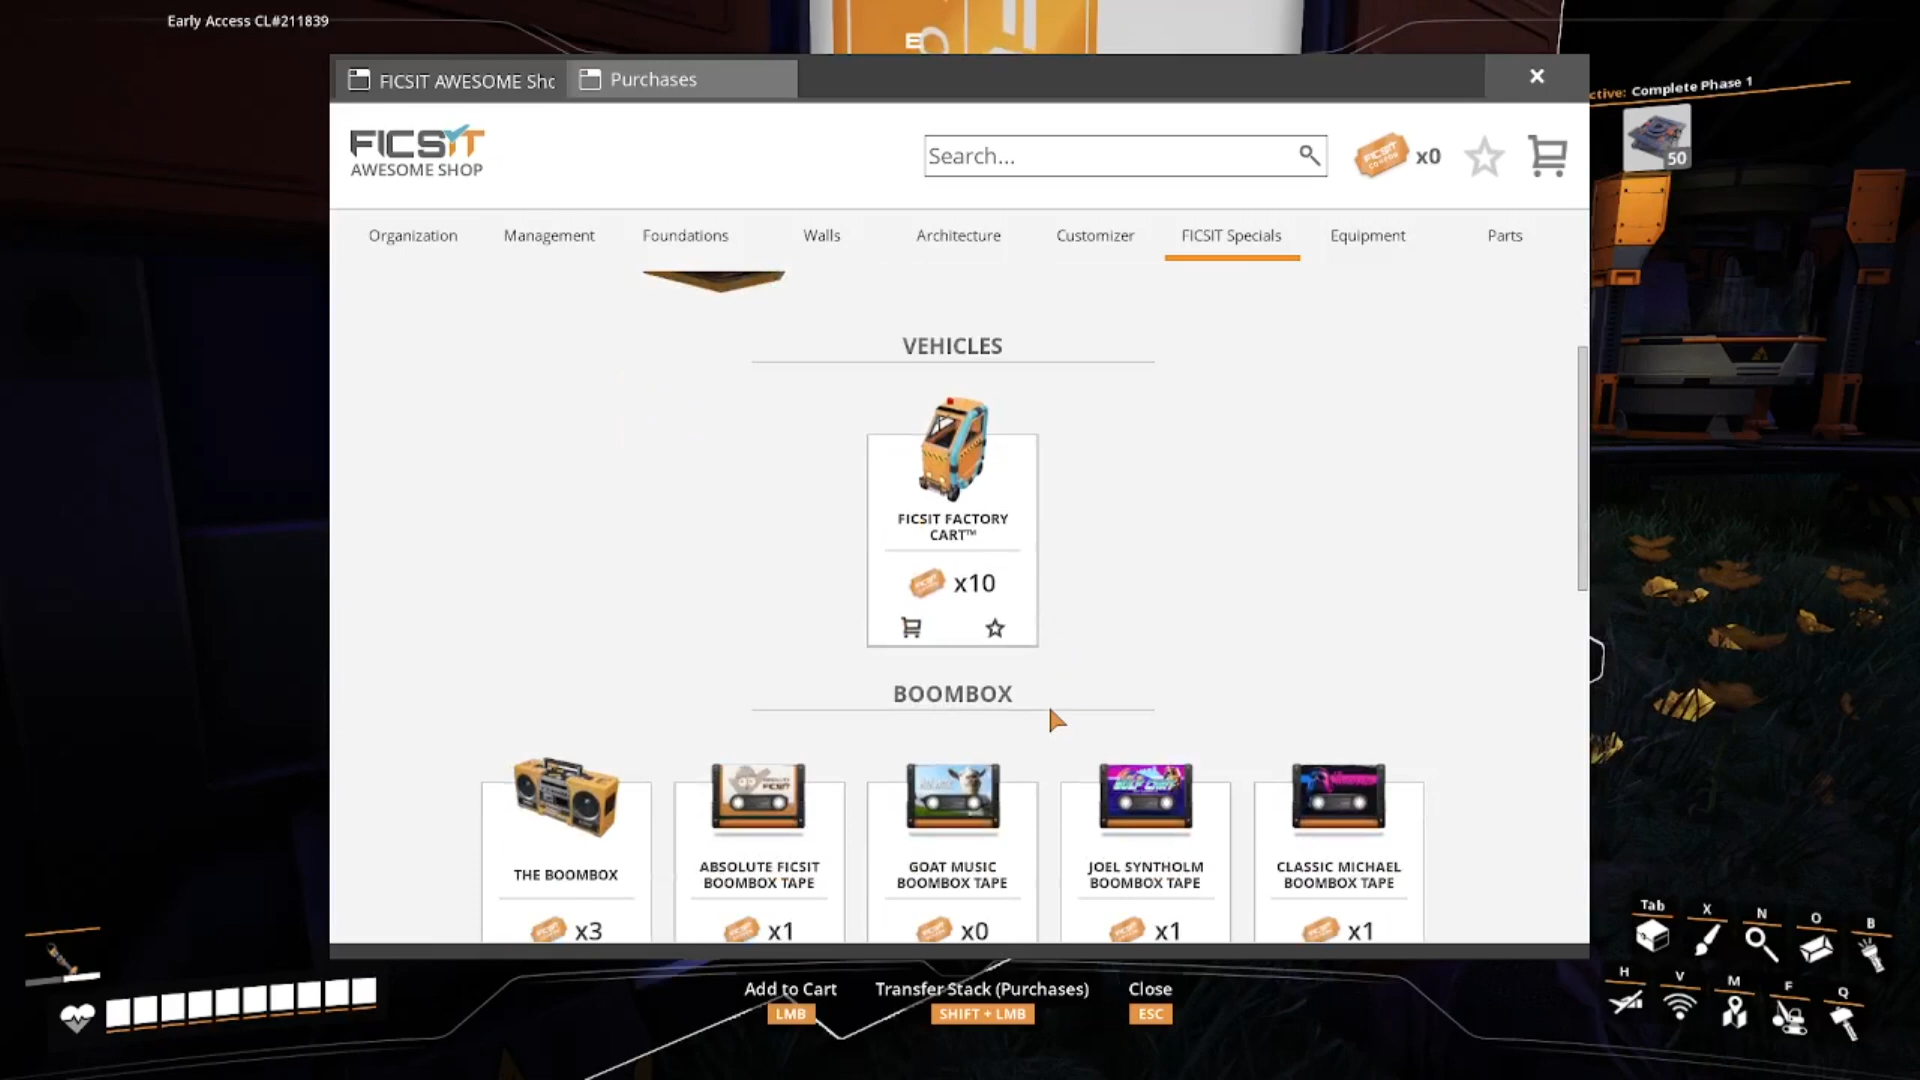 Early Access CL#211839
E
FICSIT AWESOME Shc
Purchases
Complete Phase 1
50
FICSIT
AWESOME SHOP
Search...
x0
Organization
Management
Foundations
Walls
Architecture
Customizer
FICSIT Specials
Equipment
Parts
VEHICLES
FICSIT FACTORY
CART™
x10
BOOMBOX
THE BOOMBOX
x3
ABSOLUTE FICSIT
BOOMBOX TAPE
x1
GOAT MUSIC
BOOMBOX TAPE
x0
JOEL SYNTHOLM
BOOMBOX TAPE
x1
CLASSIC MICHAEL
BOOMBOX TAPE
x1
Add to Cart
LMB
Transfer Stack (Purchases)
SHIFT + LMB
Close
ESC
Tab
X
N
O
B
H
V
M
F
Q